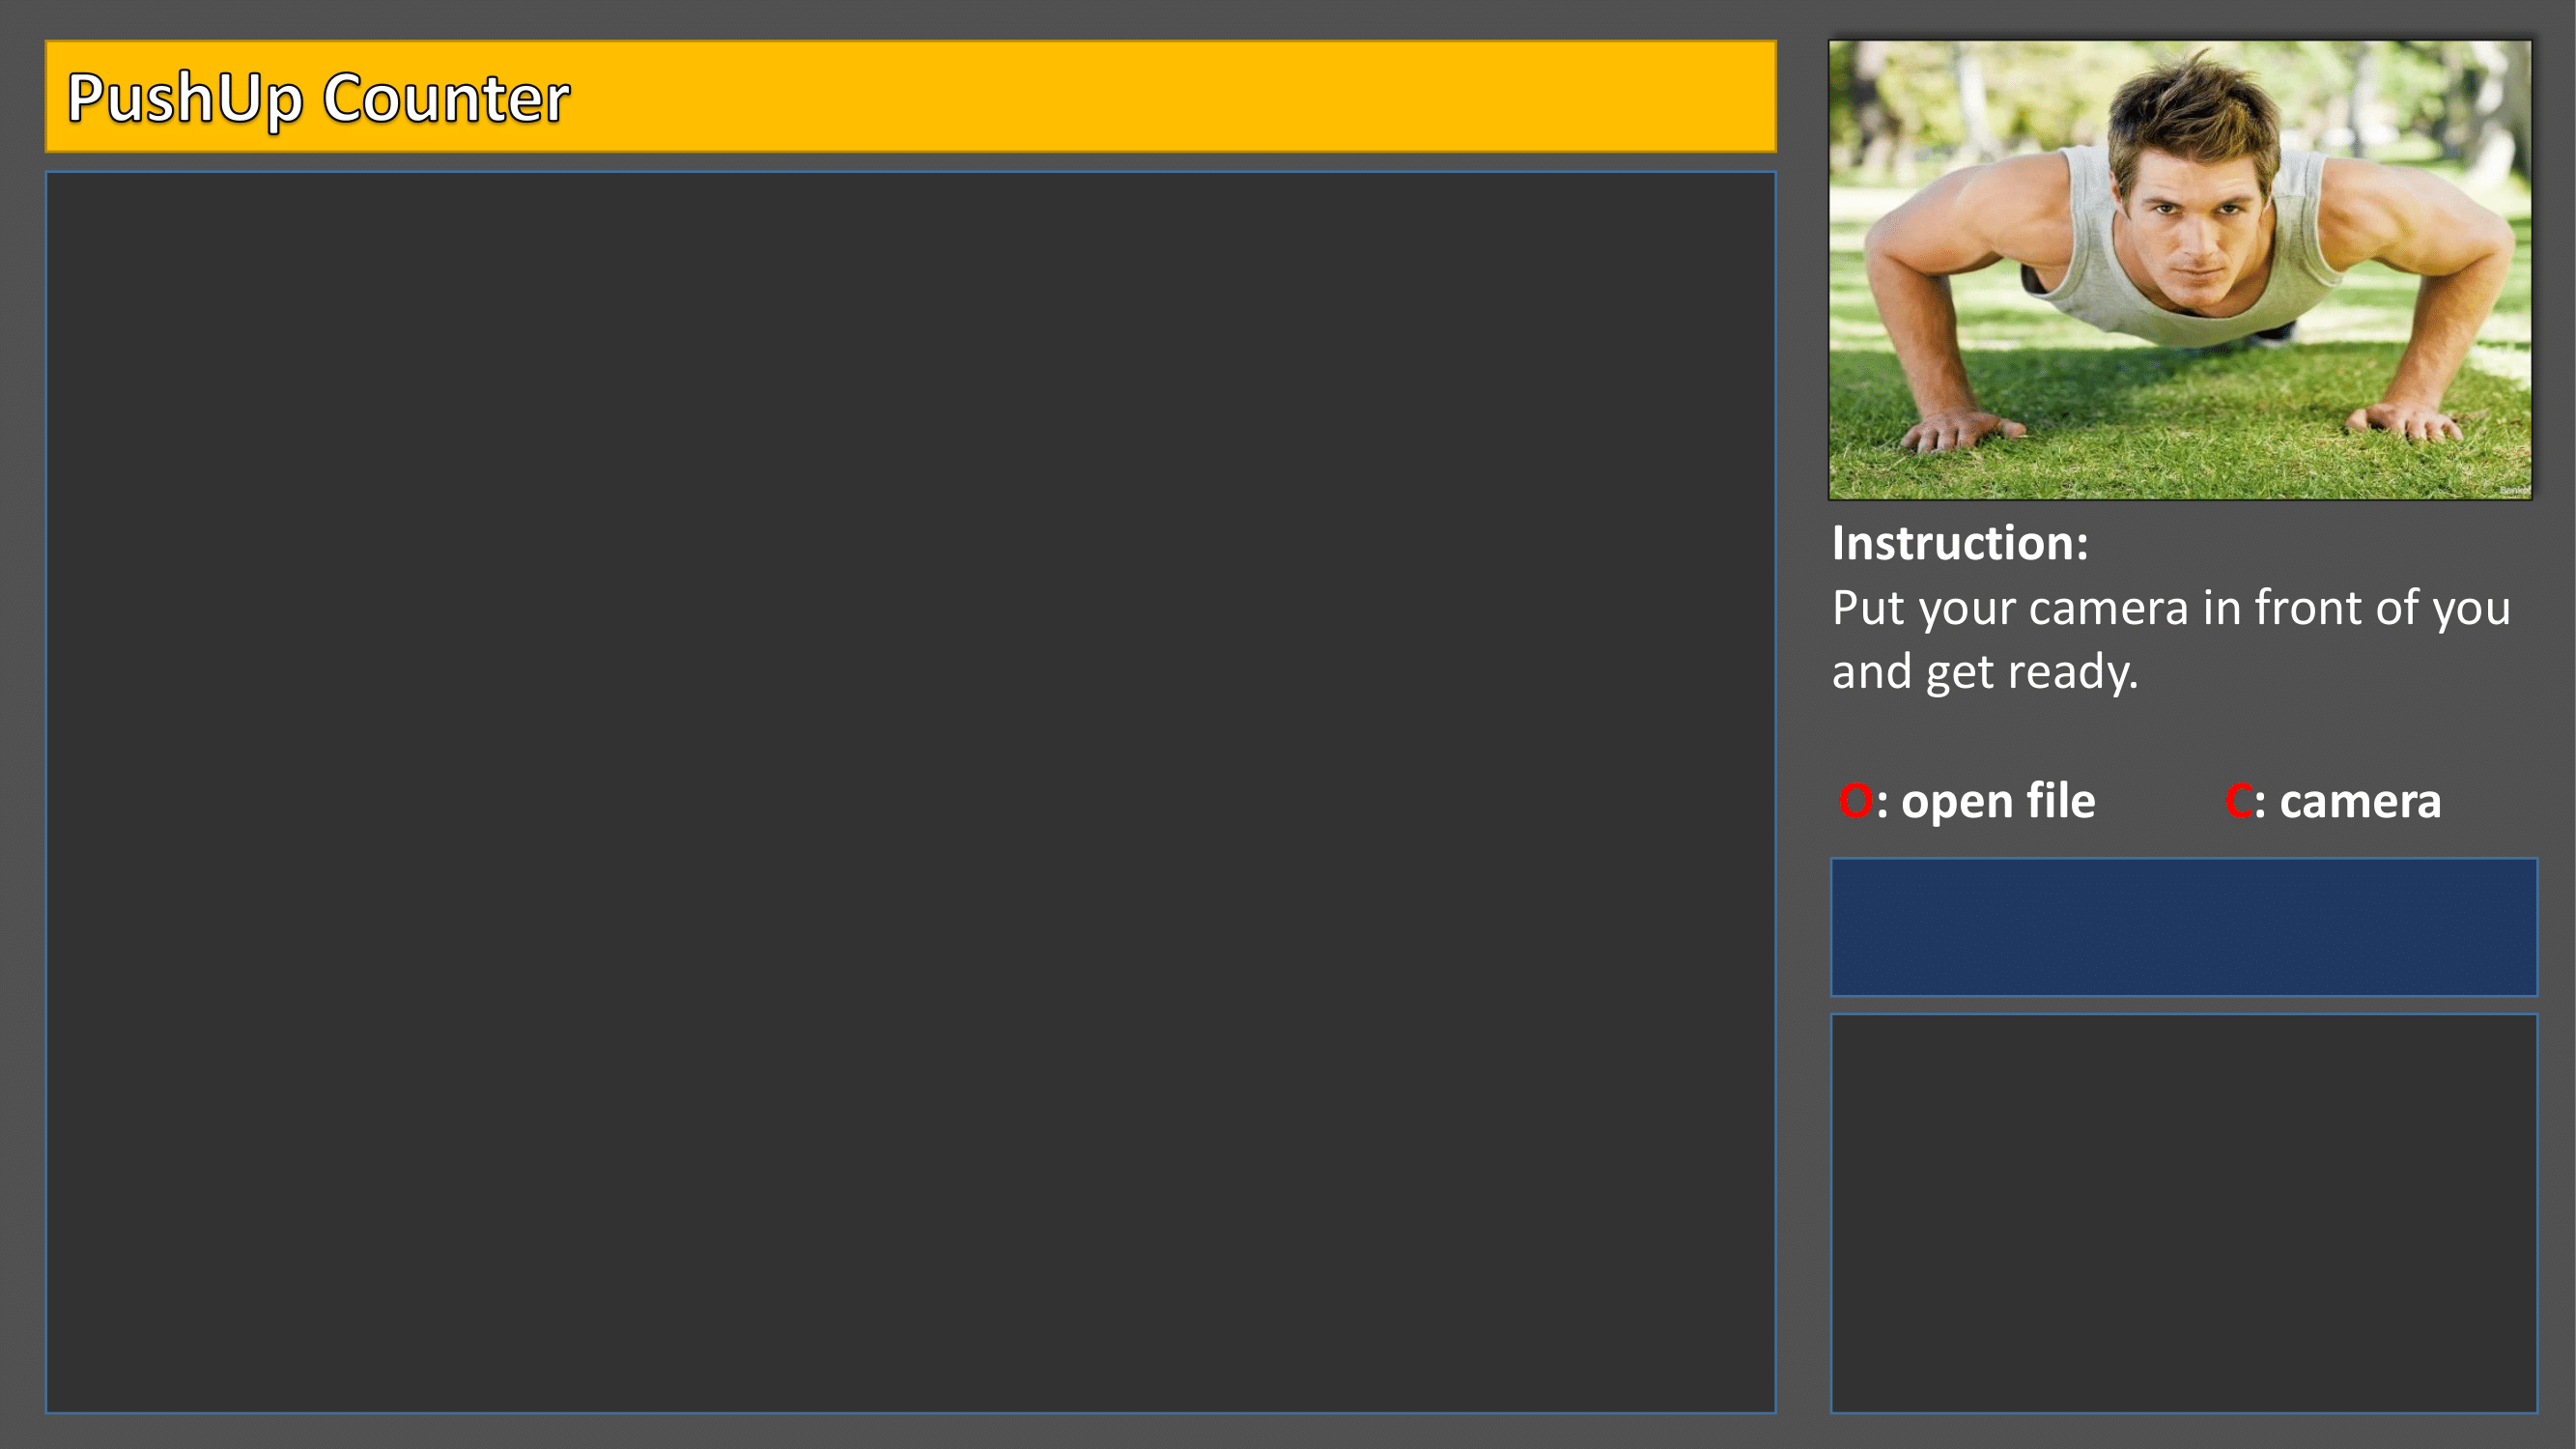 PushUp Counter
Instruction:
Put your camera in front of you
and get ready.
O: open file C: camera